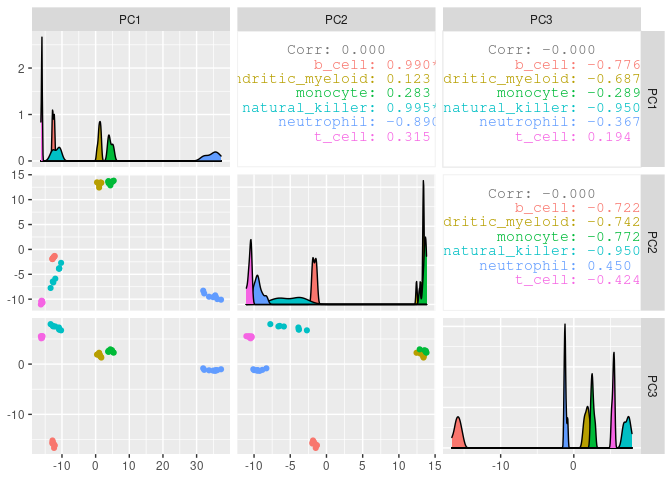 PC1
PC2
PC3
Corr: 0.000
b_cell: 0.990*
ndritic_myeloid: 0.123
monocyte: 0.283
natural_killer: 0.995*
neutrophil: -0.890
t_cell: 0.315
Corr: -0.000
b_cell: -0.776
dritic_myeloid: -0.687
monocyte: -0.289
natural_killer: -0.950
neutrophil: -0.367
t_cell: 0.194
PC1
2
1
0
Corr: -0.000
b_cell: -0.722
dritic_myeloid: -0.742
monocyte: -0.772
natural_killer: -0.950
neutrophil: 0.450
t_cell: -0.424
PC2
15
10
5
0
-5
-10
PC3
0
-10
-10 0 10 20 30
-10 -5 0 5 10 15
-10 0